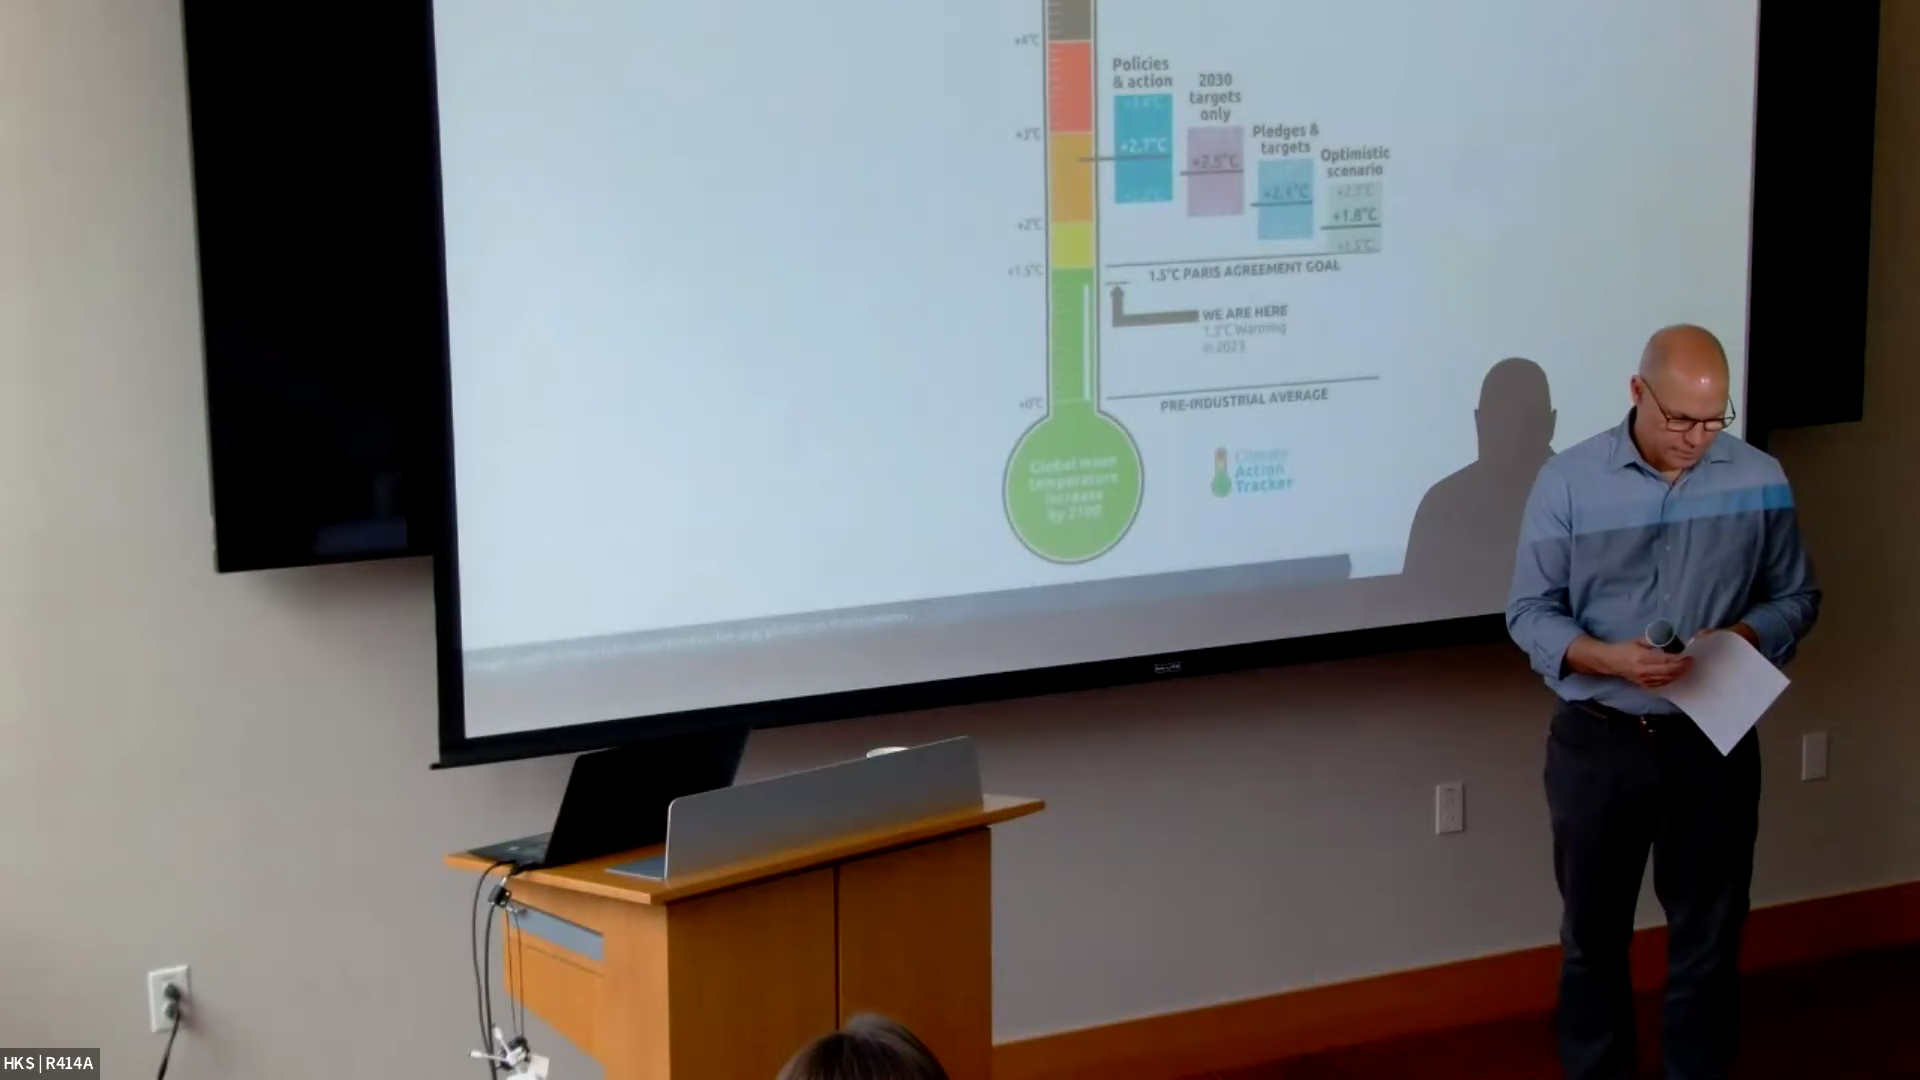 +4°C
Policies
& action
2030
targets
only
+3°C
Pledges &
targets
+2.7°C
Optimistic
scenario
+2.5°C
+2.4°C
+1.8°C
+2°C
+1.5°C
+1.5°C
1.5°C PARIS AGREEMENT GOAL
WE ARE HERE
1.3°C Warming
in 2023
+0°C
PRE-INDUSTRIAL AVERAGE
Global mean
temperature
increase
by 2100
Climate
Action
Tracker
HKS | R414A